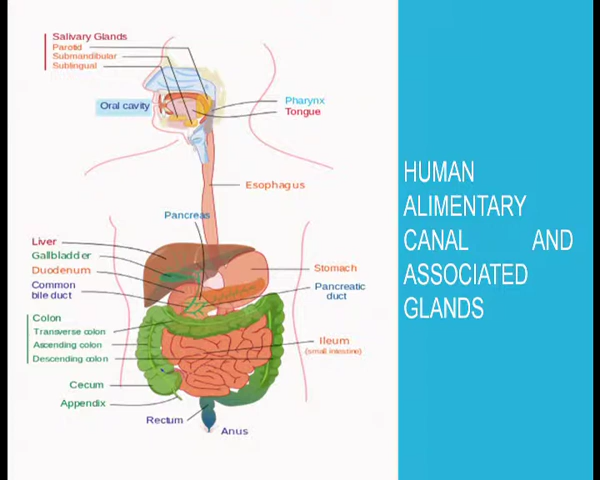 Salivary Glands
Parotid
Submandibular
Sublingual
Oral cavity
Pharynx
Tongue
Esophagus
Pancreas
Liver
Gallbladder
Duodenum
Common
bile duct
Stomach
Pancreatic
duct
Colon
Transverse colon
Ascending colon
Descending colon
Ileum
(small intestine)
Cecum
Appendix
Rectum
Anus
HUMAN
ALIMENTARY
CANAL AND
ASSOCIATED
GLANDS